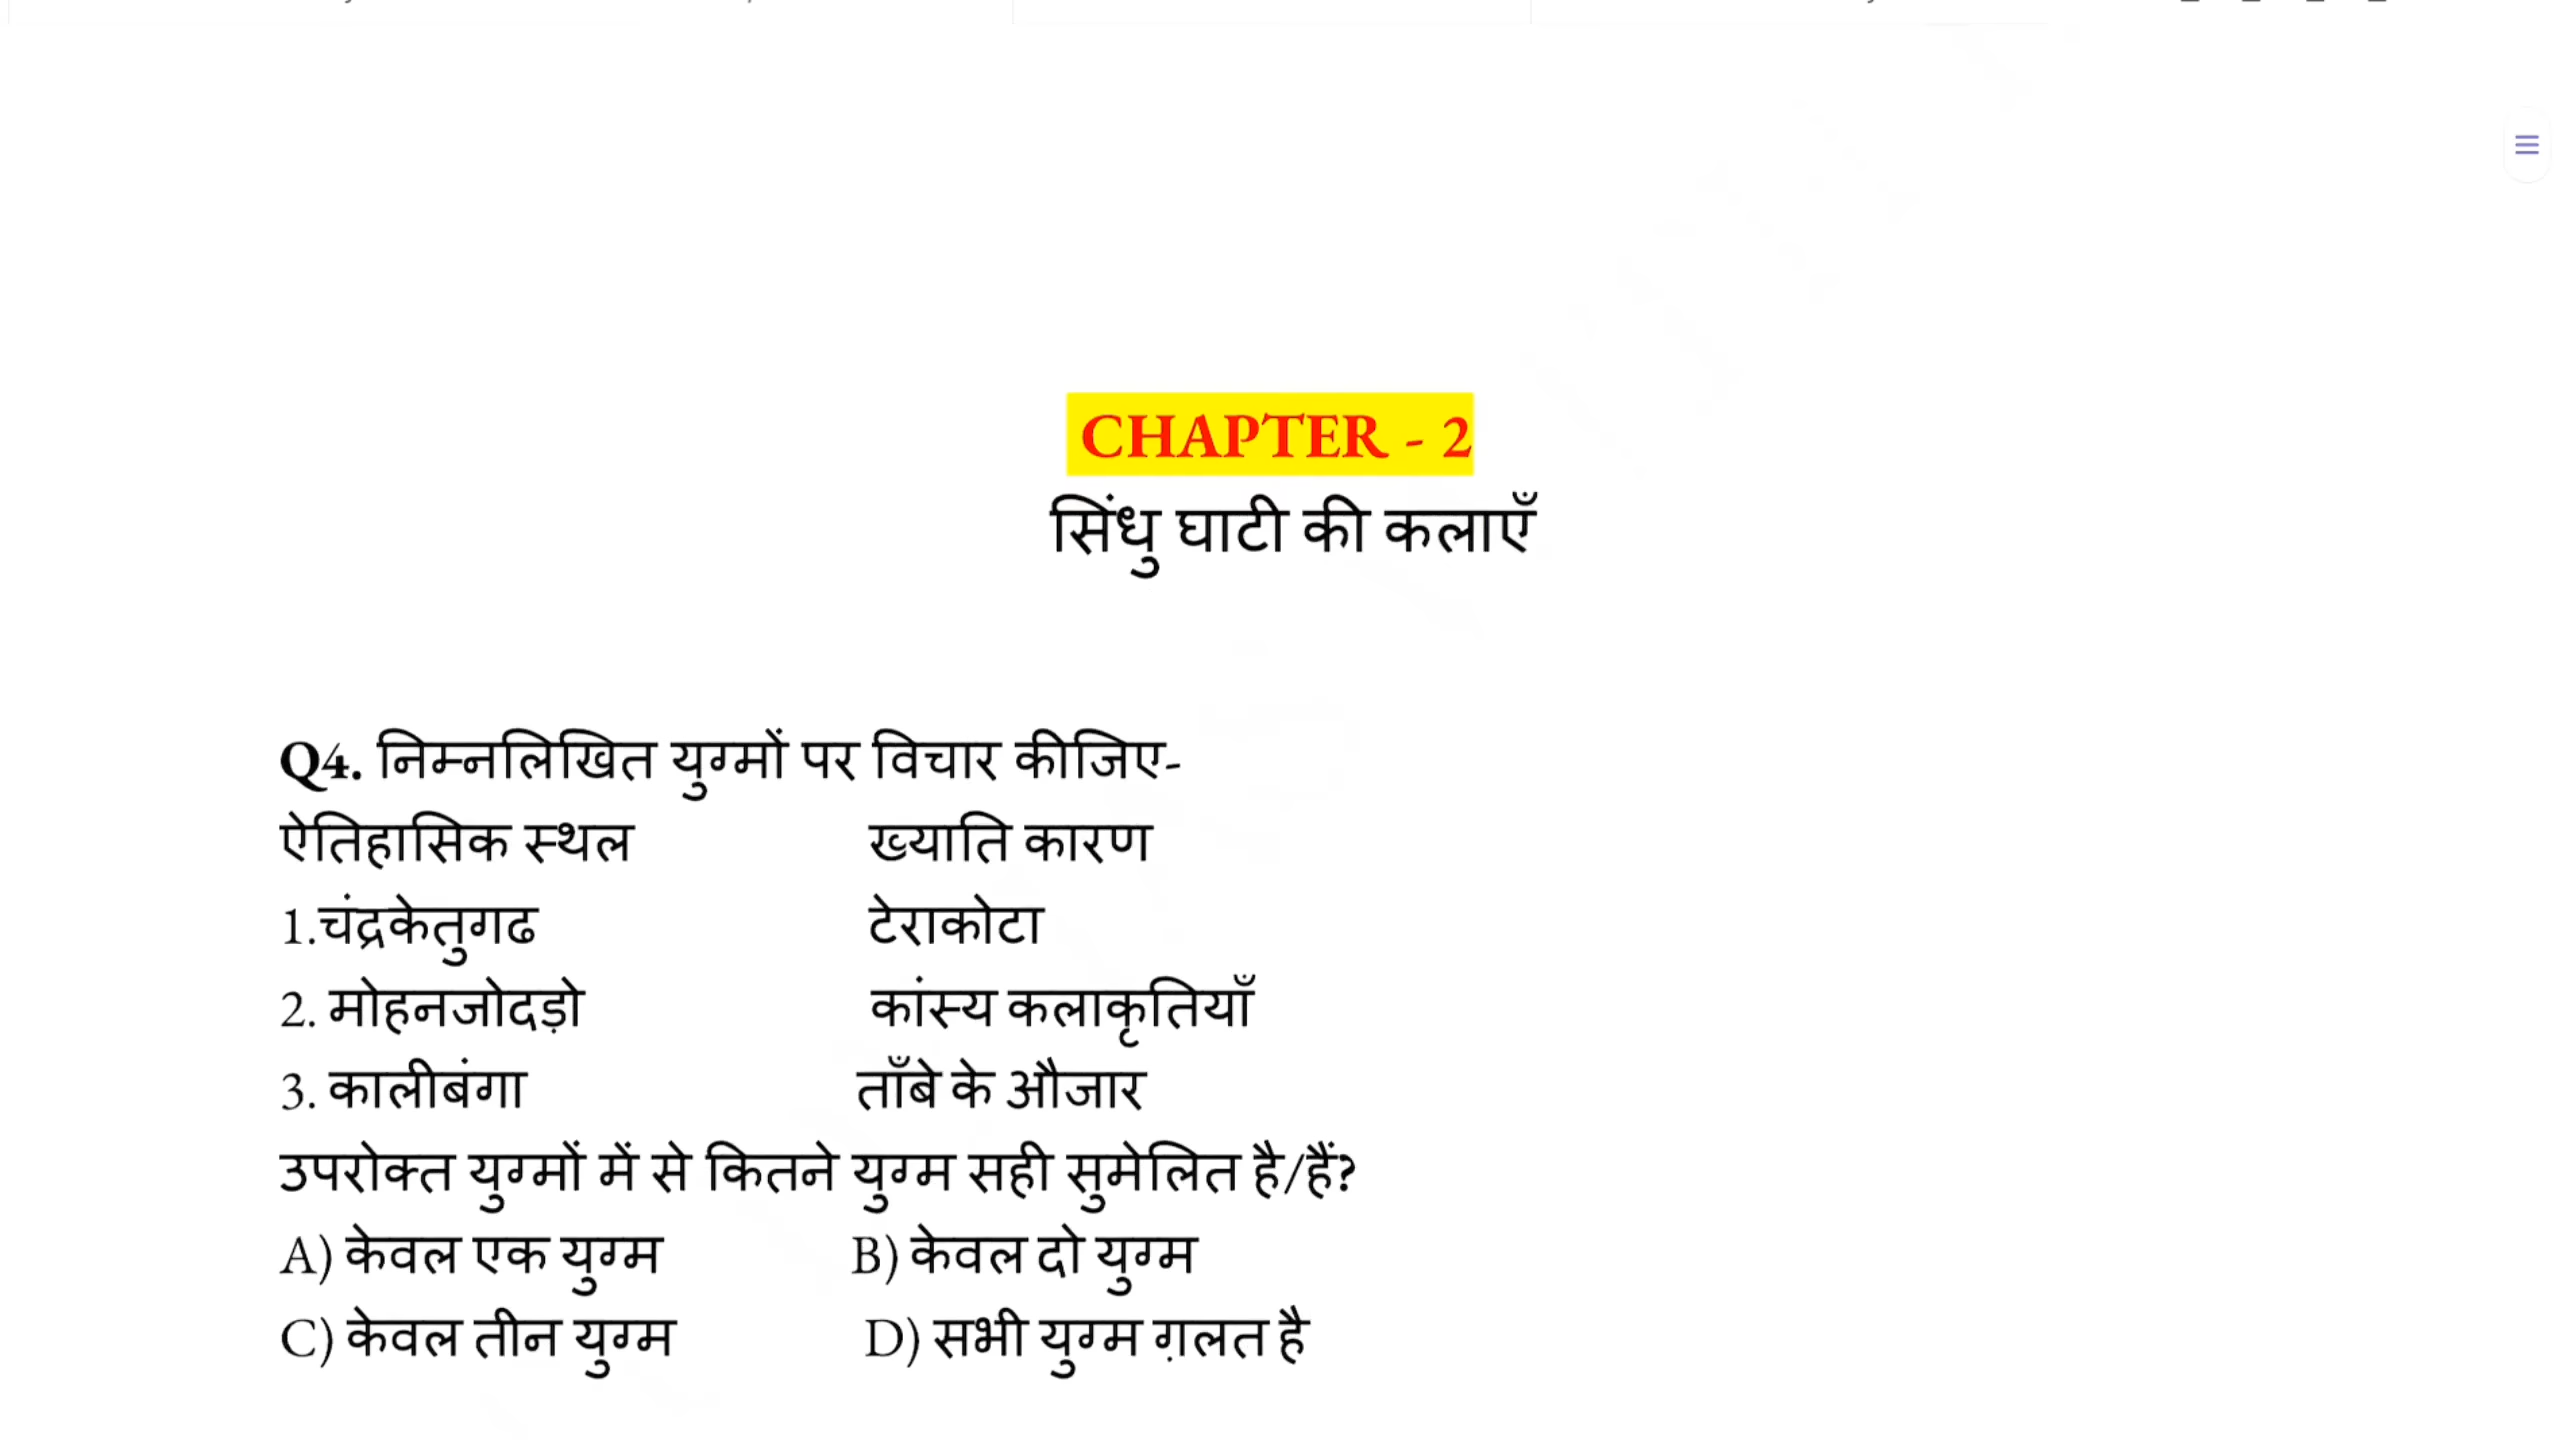 CHAPTER - 2
सिंधु घाटी की कलाएँ
Q4. निम्नलिखित युग्मों पर विचार कीजिए-
ऐतिहासिक स्थल ख्याति कारण
1.चंद्रकेतुगढ टेराकोटा
2. मोहनजोदड़ो कांस्य कलाकृतियाँ
3. कालीबंगा ताँबे के औजार
उपरोक्त युग्मों में से कितने युग्म सही सुमेलित है/हैं?
A) केवल एक युग्म B) केवल दो युग्म
C) केवल तीन युग्म D) सभी युग्म ग़लत है